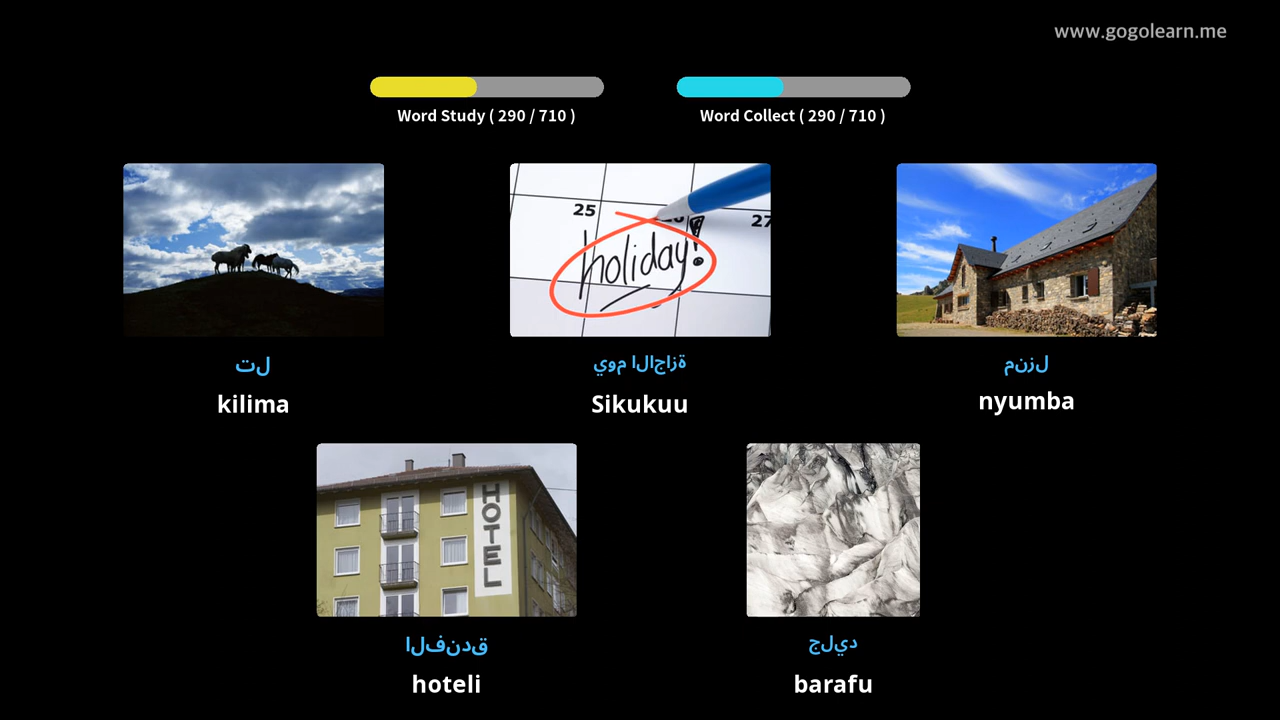 www.gogolearn.me
Word Study ( 290 / 710 )
Word Collect ( 290 / 710 )
تل
kilima
يوم الاجازة
Sikukuu
منزل
nyumba
25
26
27
holiday!
HOTEL
الفندق
hoteli
جليد
barafu